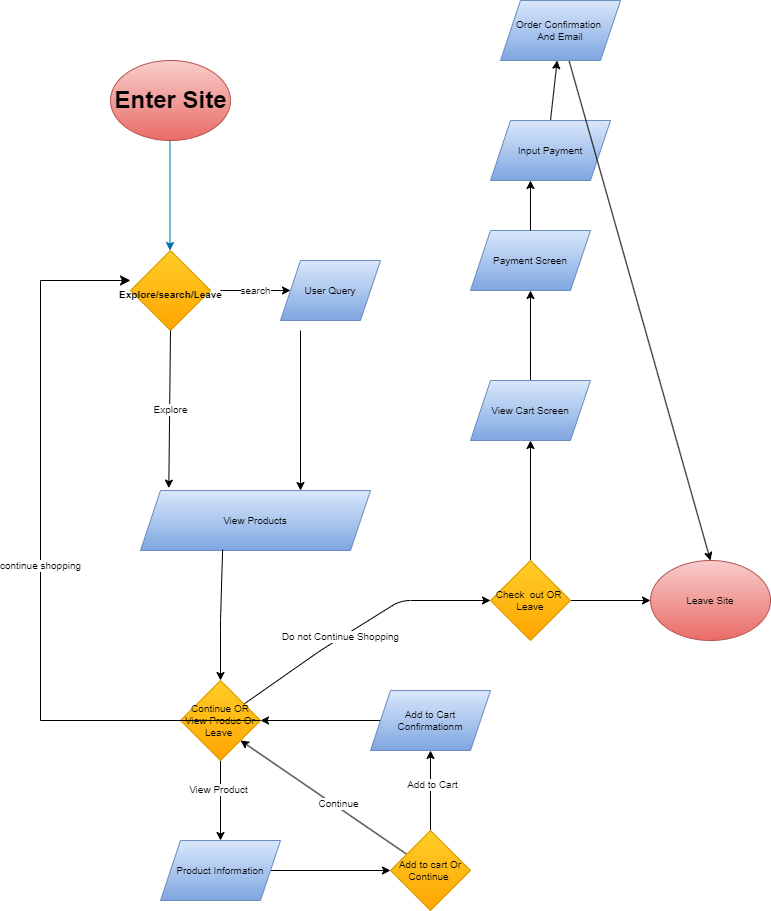 Order Confirmation
And Email
Enter Site
Input Payment
Payment Screen
Explore/search/Leave
search
User Query
Explore
View Cart Screen
View Products
continue shopping
Check  out OR
Leave
Leave Site
Do not Continue Shopping
Continue OR
View Produc Or
Leave
Add to Cart
Confirmationm
View Product
Continue
Add to Cart
Product Information
Add to cart Or
Continue